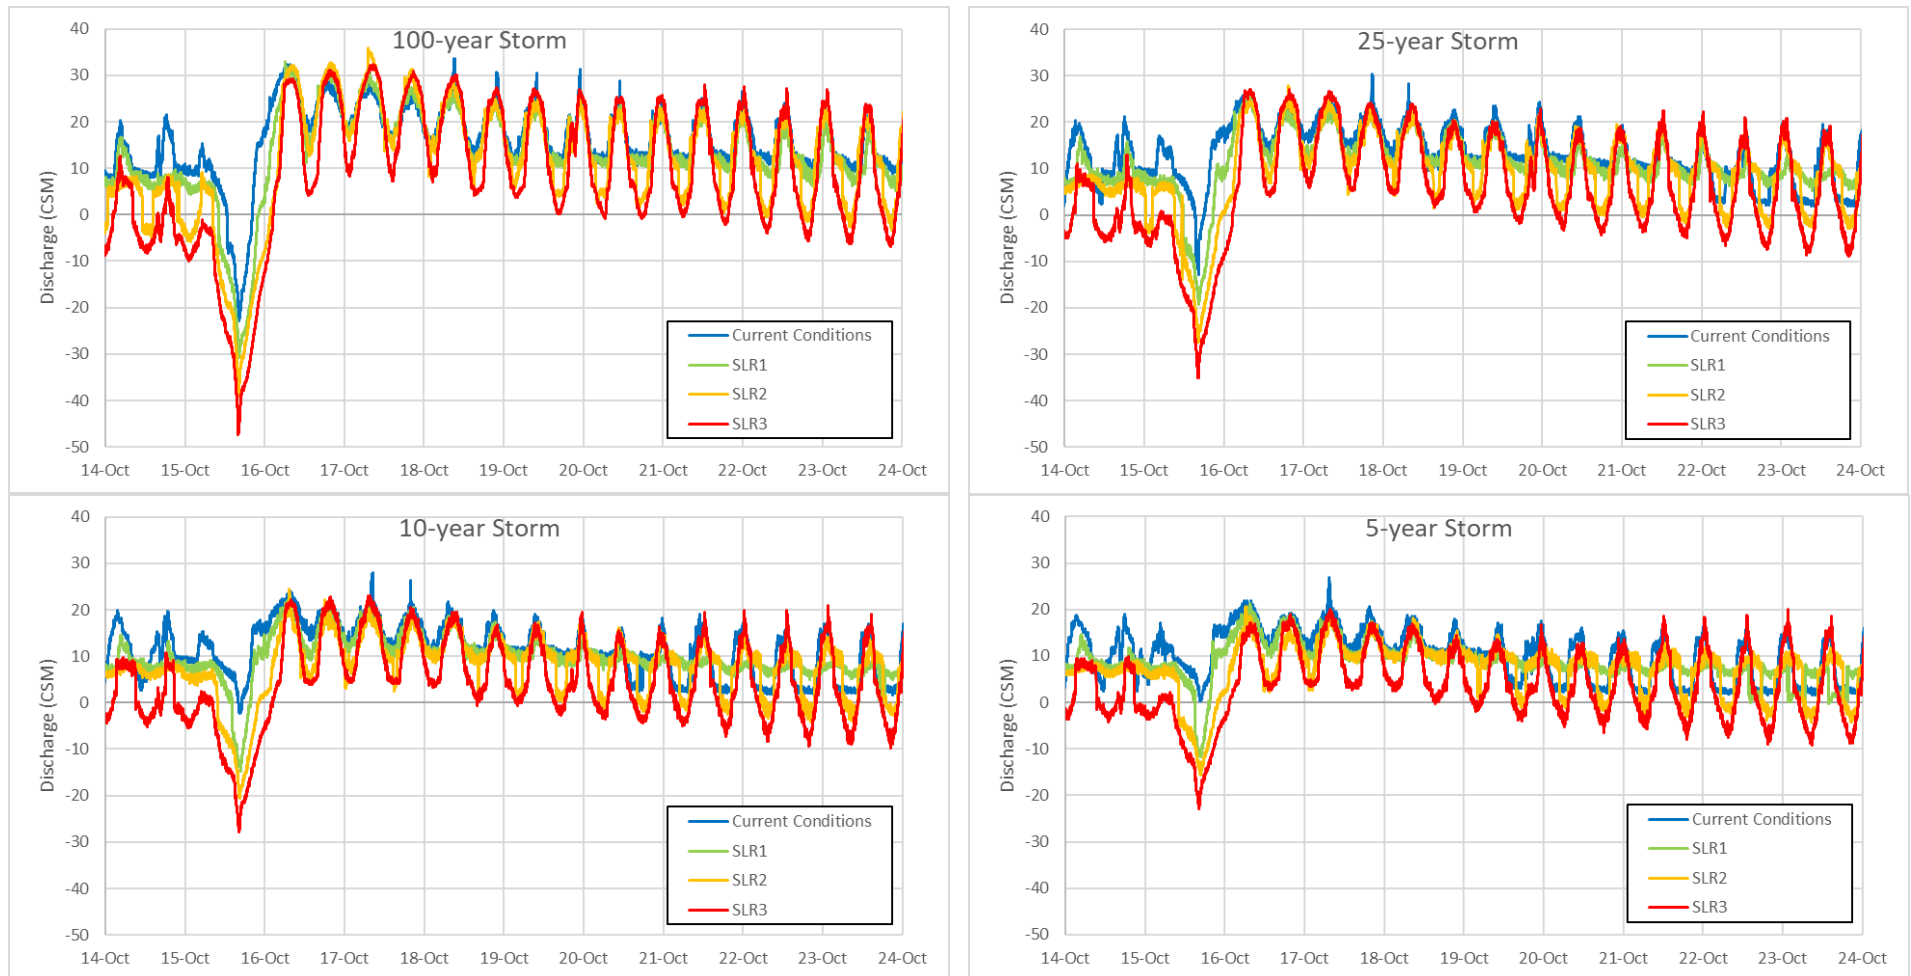 100-year Storm
40
30
20
10
0
-10
-20
-30
-40
-50
Discharge (CSM)
Current Conditions
SLR1
SLR2
SLR3
14-Oct 15-Oct 16-Oct 17-Oct 18-Oct 19-Oct 20-Oct 21-Oct 22-Oct 23-Oct 24-Oct
25-year Storm
40
30
20
10
0
-10
-20
-30
-40
-50
Discharge (CSM)
Current Conditions
SLR1
SLR2
SLR3
14-Oct 15-Oct 16-Oct 17-Oct 18-Oct 19-Oct 20-Oct 21-Oct 22-Oct 23-Oct 24-Oct
10-year Storm
40
30
20
10
0
-10
-20
-30
-40
-50
Discharge (CSM)
Current Conditions
SLR1
SLR2
SLR3
14-Oct 15-Oct 16-Oct 17-Oct 18-Oct 19-Oct 20-Oct 21-Oct 22-Oct 23-Oct 24-Oct
5-year Storm
40
30
20
10
0
-10
-20
-30
-40
-50
Discharge (CSM)
Current Conditions
SLR1
SLR2
SLR3
14-Oct 15-Oct 16-Oct 17-Oct 18-Oct 19-Oct 20-Oct 21-Oct 22-Oct 23-Oct 24-Oct